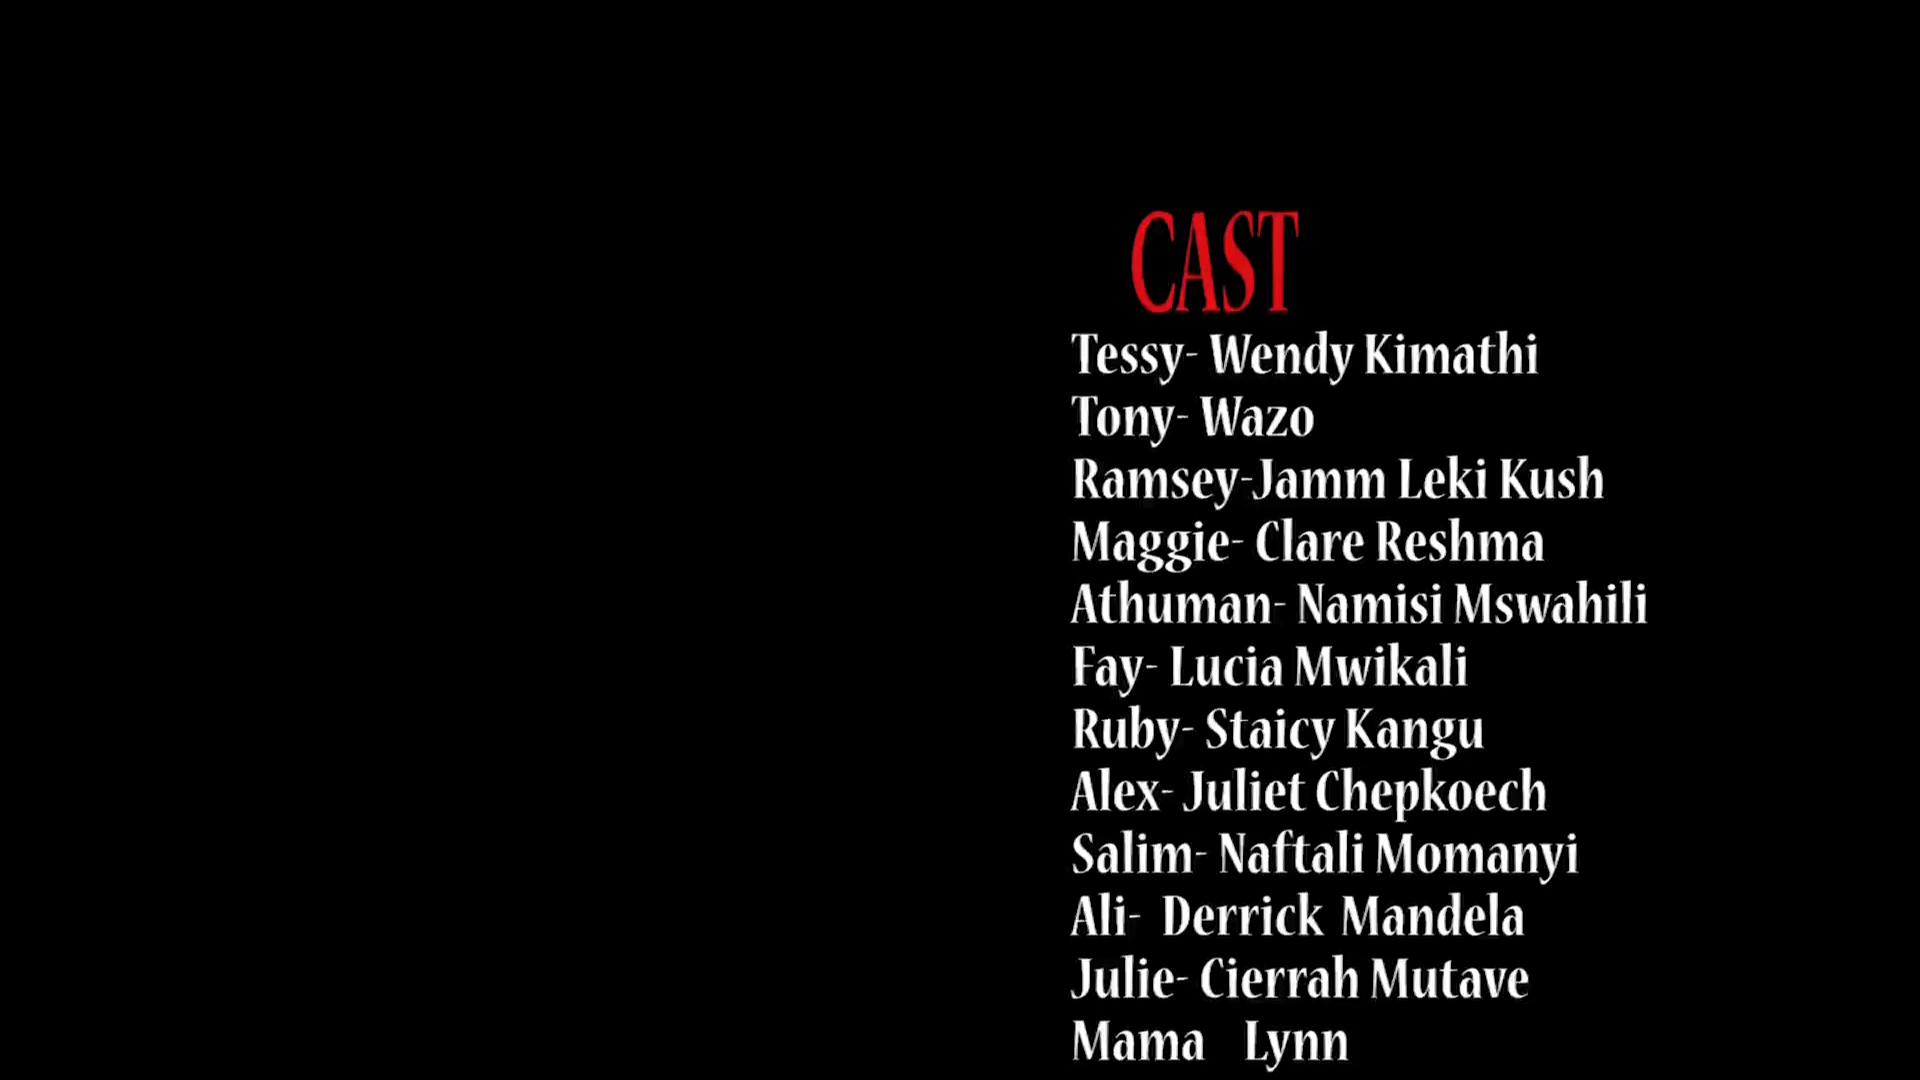 CAST
Tessy- Wendy Kimathi
Tony- Wazo
Ramsey-Jamm Leki Kush
Maggie- Clare Reshma
Athuman- Namisi Mswahili
Fay- Lucia Mwikali
Ruby- Staicy Kangu
Alex- Juliet Chepkoech
Salim- Naftali Momanyi
Ali- Derrick Mandela
Julie- Cierrah Mutave
Mama Lynn